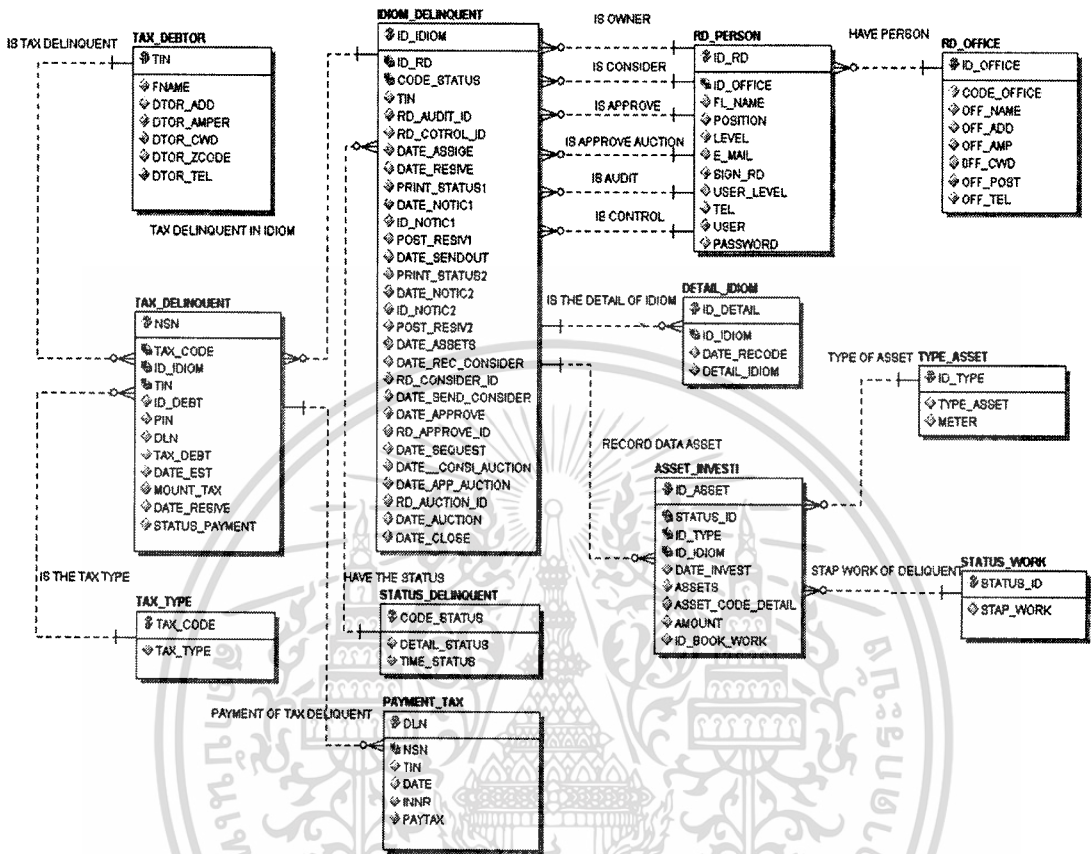 IS TAX DELINQUENT
TAX_DEBTOR
TIN
FNAME
DTOR_ADD
DTOR_AMPER
DTOR_CWD
DTOR_ZCODE
DTOR_TEL
TAX DELINQUENT IN IDIOM
IDIOM_DELINQUENT
ID_IDIOM
ID_RD
CODE_STATUS
TIN
RD_AUDIT_ID
RD_COTROL_ID
DATE_ASSIGE
DATE_RESIVE
PRINT_STATUS1
DATE_NOTIC1
ID_NOTIC1
POST_RESIV1
DATE_SENDOUT
PRINT_STATUS2
DATE_NOTIC2
ID_NOTIC2
POST_RESIV2
DATE_ASSETS
DATE_REC_CONSIDER
RD_CONSIDER_ID
DATE_SEND_CONSIDER
DATE_APPROVE
RD_APPROVE_ID
DATE_SEQUEST
DATE__CONSI_AUCTION
DATE_APP_AUCTION
RD_AUCTION_ID
DATE_AUCTION
DATE_CLOSE
IS OWNER
IS CONSIDER
IS APPROVE
IS APPROVE AUCTION
IS AUDIT
IS CONTROL
RD_PERSON
ID_RD
ID_OFFICE
FL_NAME
POSITION
LEVEL
E_MAIL
SIGN_RD
USER_LEVEL
TEL
USER
PASSWORD
HAVE PERSON
RD_OFFICE
ID_OFFICE
CODE_OFFICE
OFF_NAME
OFF_ADD
OFF_AMP
OFF_CWD
OFF_POST
OFF_TEL
TAX_DELINQUENT
NSN
TAX_CODE
ID_IDIOM
TIN
ID_DEBT
PIN
DLN
TAX_DEBT
DATE_EST
MOUNT_TAX
DATE_RESIVE
STATUS_PAYMENT
IS THE DETAIL OF IDIOM
DETAIL_IDIOM
ID_DETAIL
ID_IDIOM
DATE_RECODE
DETAIL_IDIOM
TYPE OF ASSET
TYPE_ASSET
ID_TYPE
TYPE_ASSET
METER
RECORD DATA ASSET
ASSET_INVESTI
ID_ASSET
STATUS_ID
ID_TYPE
ID_IDIOM
DATE_INVEST
ASSETS
ASSET_CODE_DETAIL
AMOUNT
ID_BOOK_WORK
STAP WORK OF DELIQUENT
STATUS_WORK
STATUS_ID
STAP_WORK
IS THE TAX TYPE
TAX_TYPE
TAX_CODE
TAX_TYPE
HAVE THE STATUS
STATUS_DELINQUENT
CODE_STATUS
DETAIL_STATUS
TIME_STATUS
PAYMENT OF TAX DELIQUENT
PAYMENT_TAX
DLN
NSN
TIN
DATE
INNR
PAYTAX